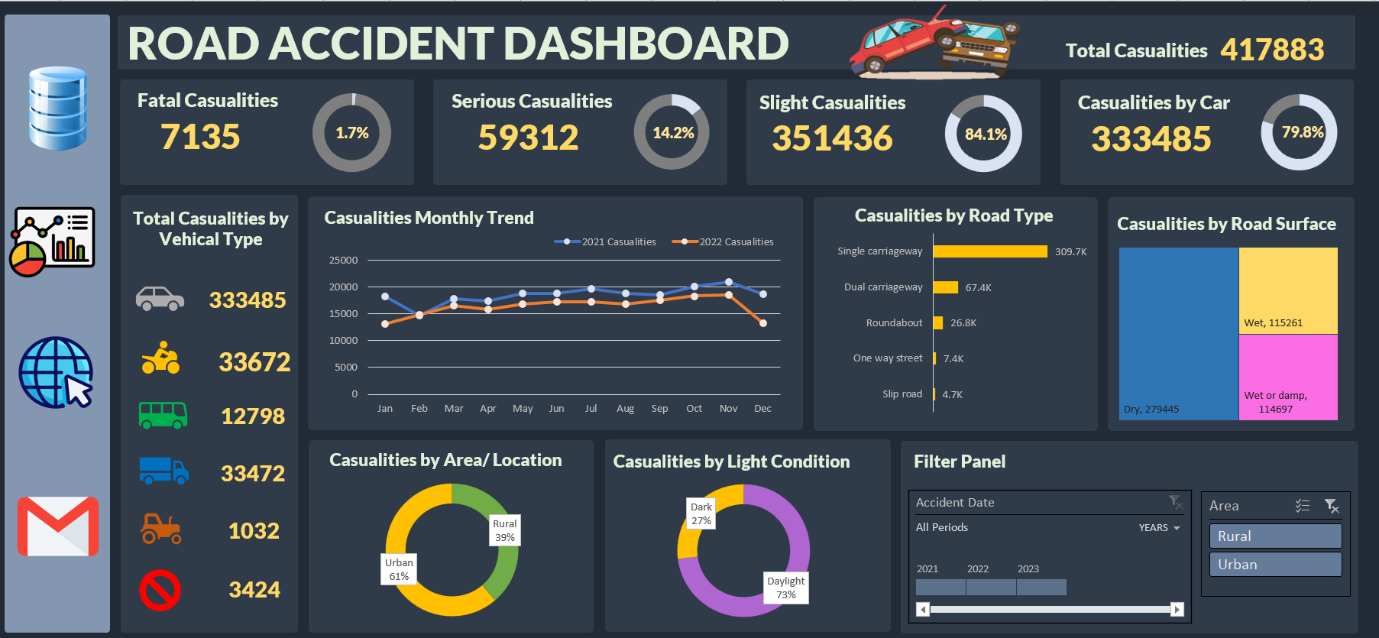 ROAD ACCIDENT DASHBOARD
Total Casualities 417883
Fatal Casualities
7135
1.7%
Serious Casualities
59312
14.2%
Slight Casualities
351436
84.1%
Casualities by Car
333485
79.8%
Total Casualities by
Vehical Type
333485
33672
12798
33472
1032
3424
Casualities Monthly Trend
2021 Casualities
2022 Casualities
25000
20000
15000
10000
5000
0
Jan
Feb
Mar
Apr
May
Jun
Jul
Aug
Sep
Oct
Nov
Dec
Casualities by Road Type
Single carriageway
309.7K
Dual carriageway
67.4K
Roundabout
26.8K
One way street
7.4K
Slip road
4.7K
Casualities by Road Surface
Dry, 279445
Wet, 115261
Wet or damp,
114697
Casualities by Area/ Location
Rural
39%
Urban
61%
Casualities by Light Condition
Dark
27%
Daylight
73%
Filter Panel
Accident Date
All Periods
YEARS
2021
2022
2023
Area
Rural
Urban